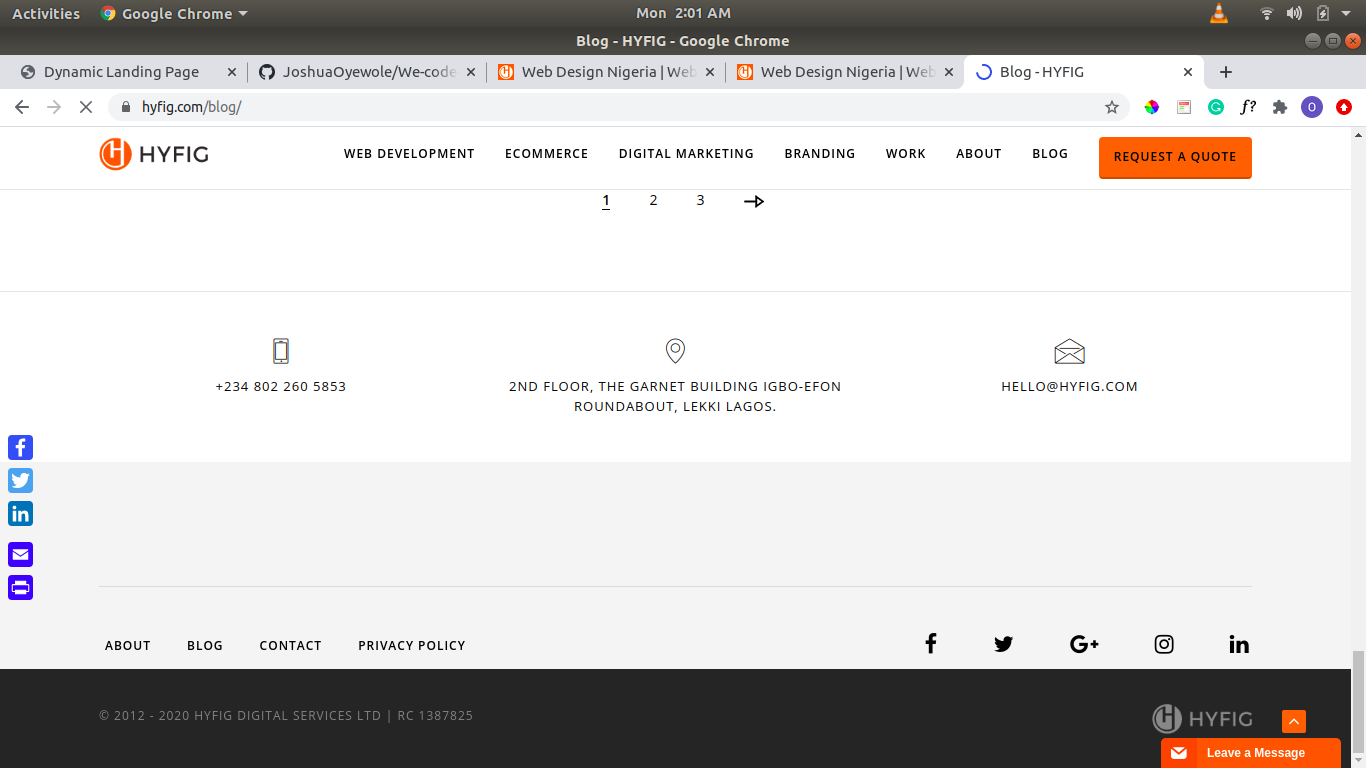 Activities Google Chrome Mon 2:01 AM
Blog - HYFIG - Google Chrome
Dynamic Landing Page JoshuaOyewole/We-code Web Design Nigeria | Web Web Design Nigeria | Web Blog - HYFIG
hyfig.com/blog/ f? O
HYFIG WEB DEVELOPMENT ECOMMERCE DIGITAL MARKETING BRANDING WORK ABOUT BLOG REQUEST A QUOTE
1 2 3
+234 802 260 5853 2ND FLOOR, THE GARNET BUILDING IGBO-EFON HELLO@HYFIG.COM
ROUNDABOUT, LEKKI LAGOS.
ABOUT BLOG CONTACT PRIVACY POLICY
© 2012 - 2020 HYFIG DIGITAL SERVICES LTD | RC 1387825 HYFIG
Leave a Message